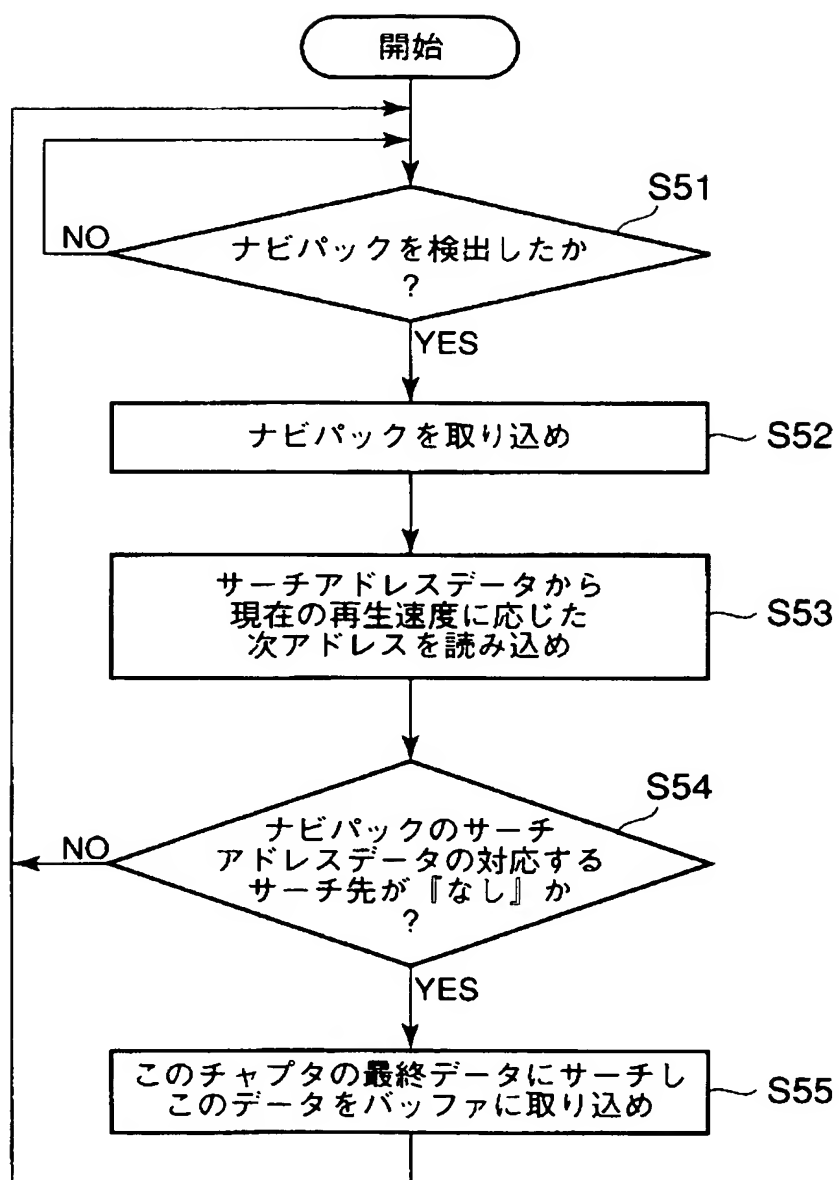 開始
S51
NO
ナビパックを検出したか
?
YES
ナビパックを取り込め
S52
サーチアドレスデータから
現在の再生速度に応じた
次アドレスを読み込め
S53
S54
NO
ナビパックのサーチ
アドレスデータの対応する
サーチ先が『なし』か
?
YES
このチャプタの最終データにサーチし
このデータをバッファに取り込め
S55